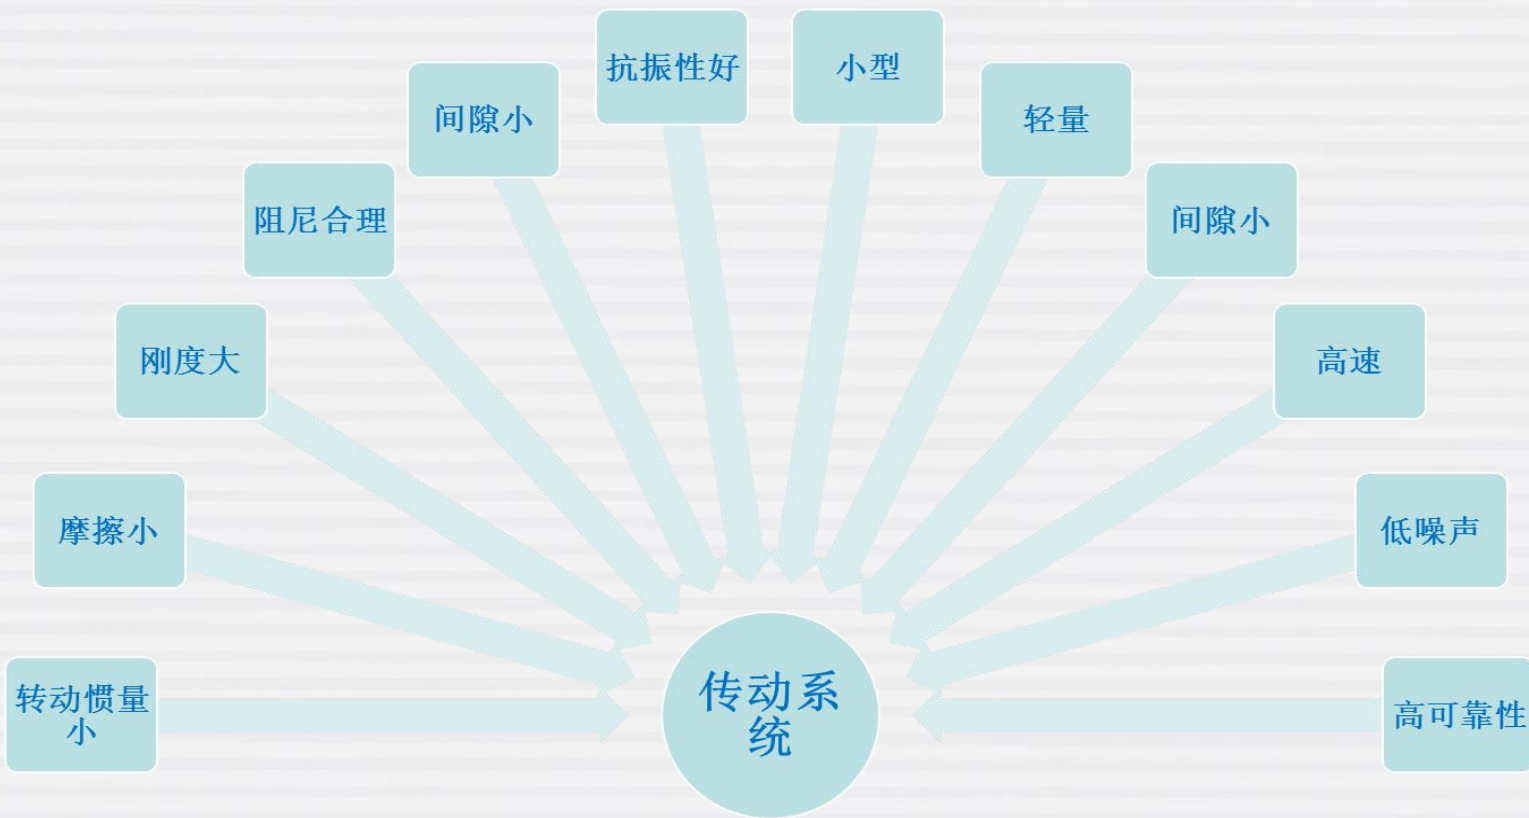 抗振性好
小型
间隙小
轻量
阻尼合理
间隙小
刚度大
高速
摩擦小
低噪声
转动惯量
小
传动系
统
高可靠性